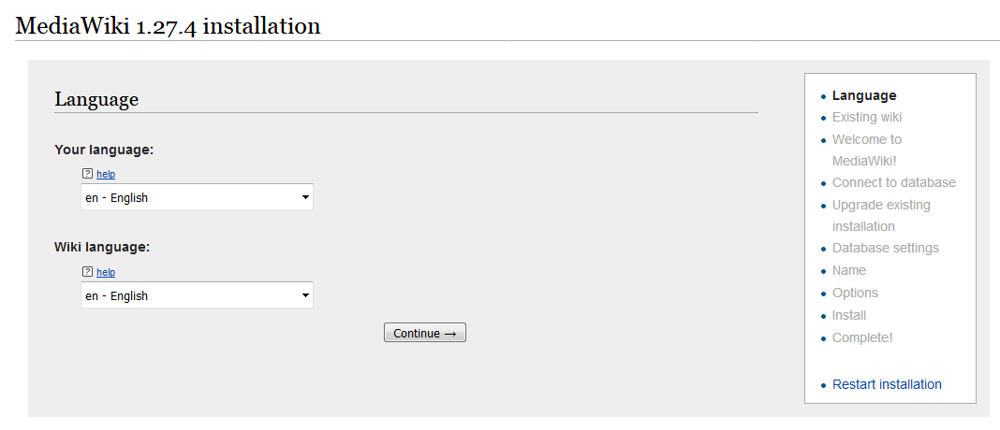 MediaWiki 1.27.4 installation
Language
Your language:
? help
en - English
Wiki language:
? help
en - English
Continue →
Language
Existing wiki
Welcome to
MediaWiki!
Connect to database
Upgrade existing
installation
Database settings
Name
Options
Install
Complete!
Restart installation